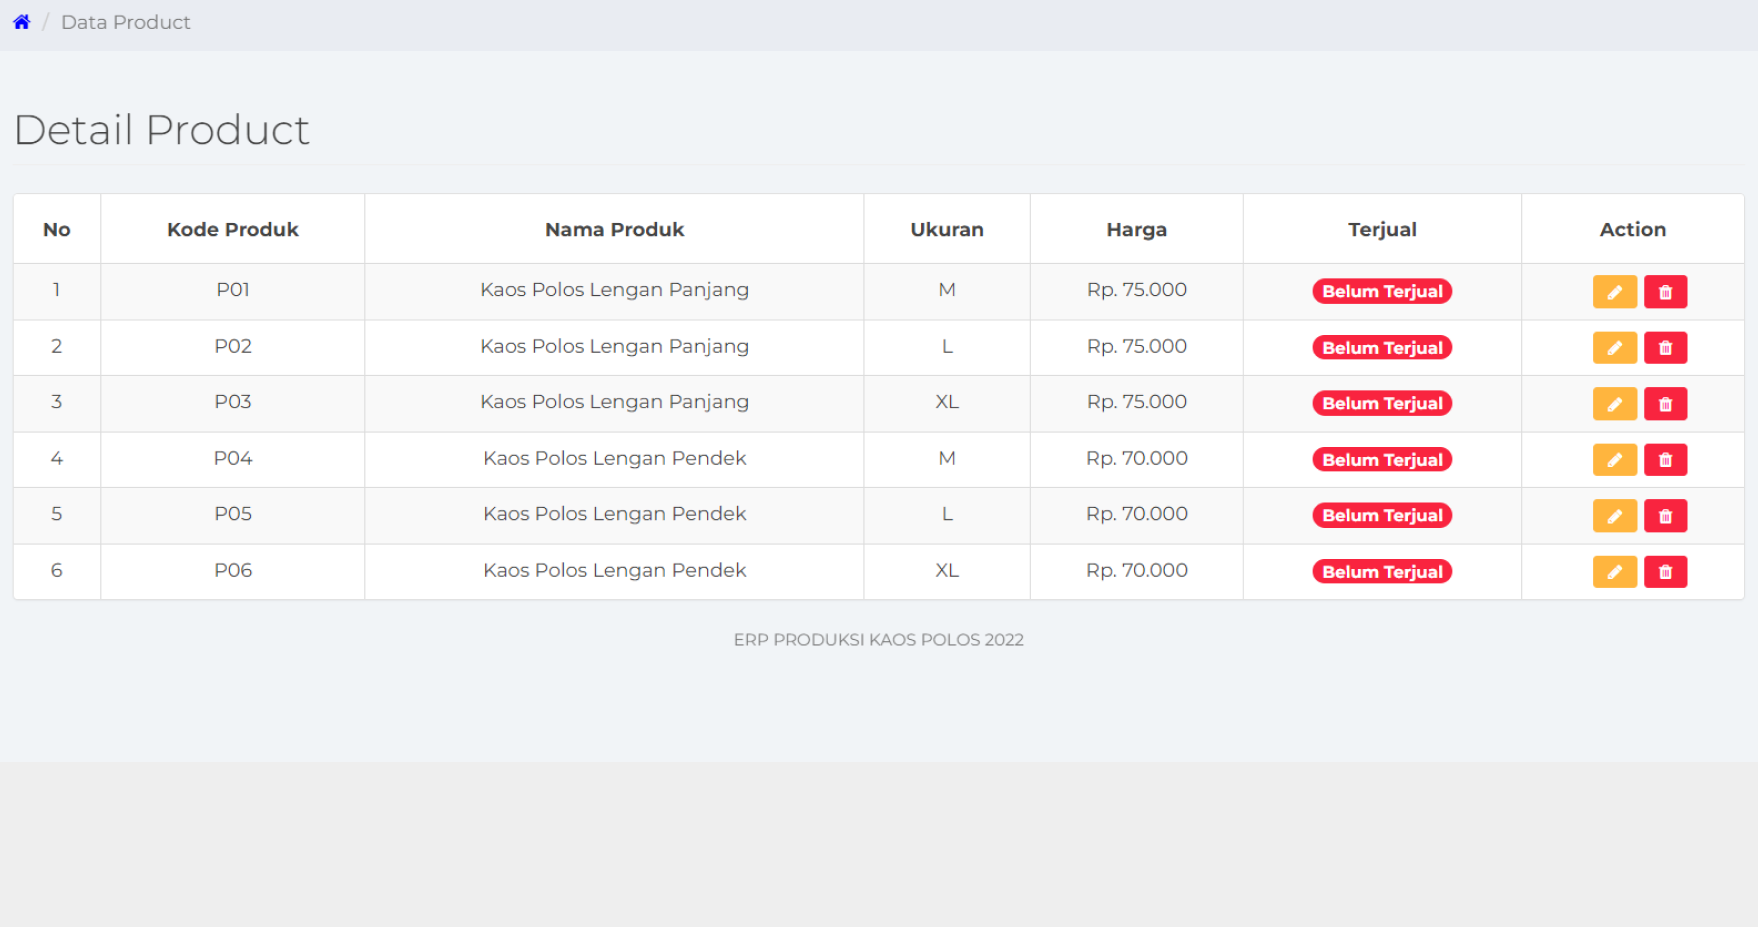 / Data Product
Detail Product
No Kode Produk Nama Produk Ukuran Harga Terjual Action
1 P01 Kaos Polos Lengan Panjang M Rp. 75.000 Belum Terjual
2 P02 Kaos Polos Lengan Panjang L Rp. 75.000 Belum Terjual
3 P03 Kaos Polos Lengan Panjang XL Rp. 75.000 Belum Terjual
4 P04 Kaos Polos Lengan Pendek M Rp. 70.000 Belum Terjual
5 P05 Kaos Polos Lengan Pendek L Rp. 70.000 Belum Terjual
6 P06 Kaos Polos Lengan Pendek XL Rp. 70.000 Belum Terjual
ERP PRODUKSI KAOS POLOS 2022